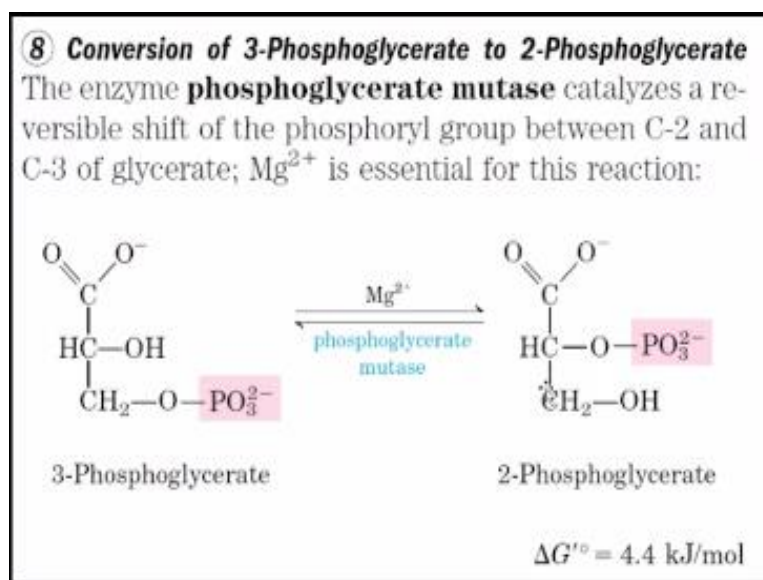 ⑧ Conversion of 3-Phosphoglycerate to 2-Phosphoglycerate
The enzyme phosphoglycerate mutase catalyzes a re-
versible shift of the phosphoryl group between C-2 and
C-3 of glycerate; Mg²⁺ is essential for this reaction:
O O⁻
C
HC—OH
CH₂—O—PO₃²⁻
3-Phosphoglycerate
Mg²⁺
phosphoglycerate
mutase
O O⁻
C
HC—O—PO₃²⁻
CH₂—OH
2-Phosphoglycerate
ΔG′° = 4.4 kJ/mol